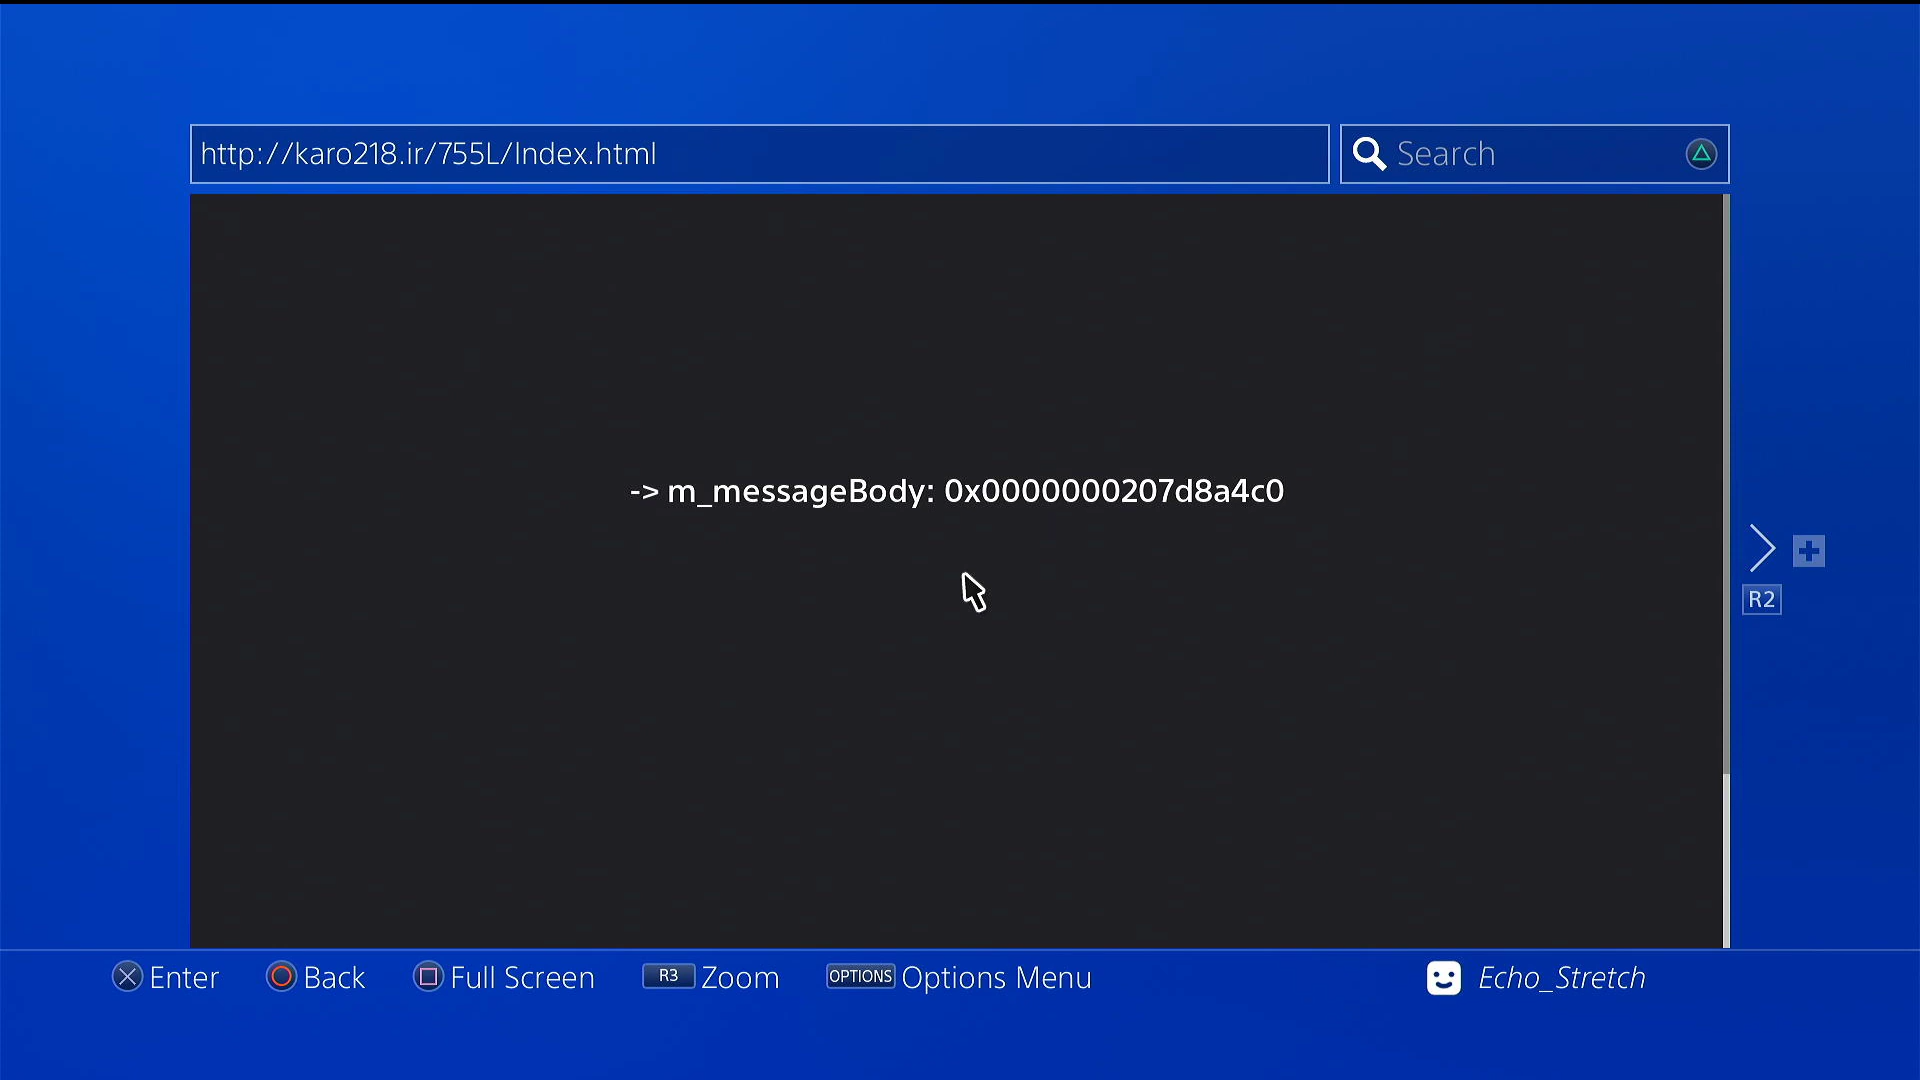 http://karo218.ir/755L/Index.html
Search
-> m_messageBody: 0x0000000207d8a4c0
R2
Enter
Back
Full Screen
R3 Zoom
OPTIONS Options Menu
Echo_Stretch